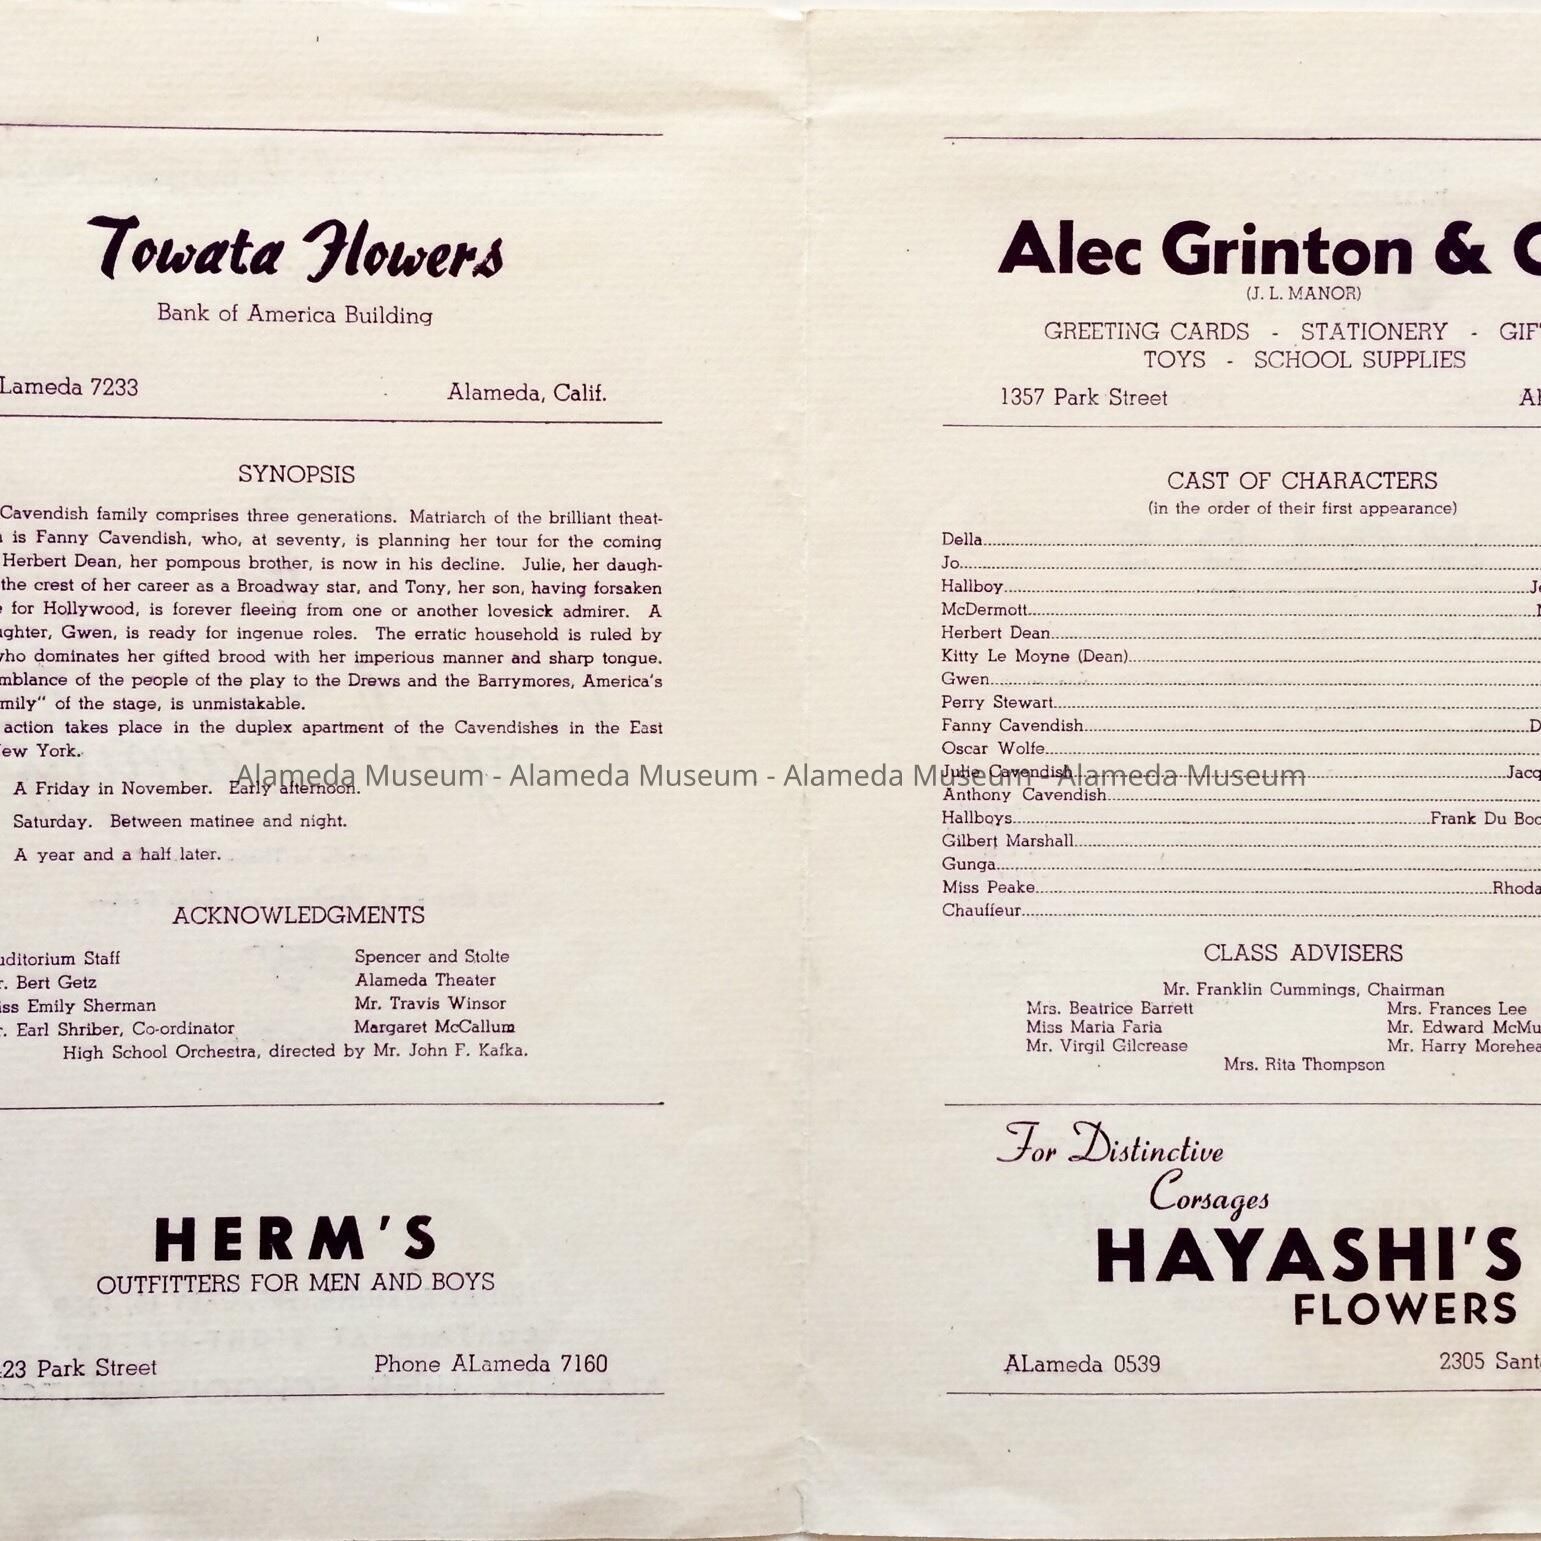 Towata Flowers
Bank of America Building
Lameda 7233 Alameda, Calif.
SYNOPSIS
Cavendish family comprises three generations. Matriarch of the brilliant theat-
is Fanny Cavendish, who, at seventy, is planning her tour for the coming
Herbert Dean, her pompous brother, is now in his decline. Julie, her daugh-
the crest of her career as a Broadway star, and Tony, her son, having forsaken
for Hollywood, is forever fleeing from one or another lovesick admirer. A
ughter, Gwen, is ready for ingenue roles. The erratic household is ruled by
who dominates her gifted brood with her imperious manner and sharp tongue.
mblance of the people of the play to the Drews and the Barrymores, America's
mily" of the stage, is unmistakable.
action takes place in the duplex apartment of the Cavendishes in the East
ew York.
A Friday in November. Early afternoon.
Saturday. Between matinee and night.
A year and a half later.
ACKNOWLEDGMENTS
uditorium Staff Spencer and Stolte
r. Bert Getz Alameda Theater
iss Emily Sherman Mr. Travis Winsor
r. Earl Shriber, Co-ordinator Margaret McCallum
High School Orchestra, directed by Mr. John F. Kafka.
HERM'S
OUTFITTERS FOR MEN AND BOYS
23 Park Street Phone ALameda 7160
Alec Grinton & C
(J. L. MANOR)
GREETING CARDS - STATIONERY - GIF
TOYS - SCHOOL SUPPLIES
1357 Park Street Al
CAST OF CHARACTERS
(in the order of their first appearance)
Della
Jo
Hallboy Je
McDermott
Herbert Dean
Kitty Le Moyne (Dean)
Gwen
Perry Stewart
Fanny Cavendish D
Oscar Wolfe
Julie Cavendish Jacq
Anthony Cavendish
Hallboys Frank Du Boc
Gilbert Marshall
Gunga
Miss Peake Rhoda
Chauffeur
CLASS ADVISERS
Mr. Franklin Cummings, Chairman
Mrs. Beatrice Barrett Mrs. Frances Lee
Miss Maria Faria Mr. Edward McMu
Mr. Virgil Gilcrease Mr. Harry Morehea
Mrs. Rita Thompson
For Distinctive
Corsages
HAYASHI'S
FLOWERS
ALameda 0539 2305 Sant
Alameda Museum - Alameda Museum - Alameda Museum - Alameda Museum